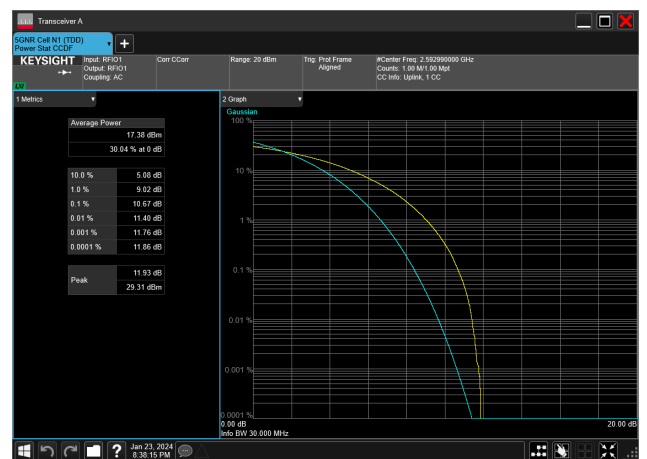 Transceiver A
5GNR Cell N1 (TDD)
Power Stat CCDF
KEYSIGHT
Input: RFIO1
Output: RFIO1
Coupling: AC
Corr CCorr
Range: 20 dBm
Trig: Prot Frame
Aligned
#Center Freq: 2.592990000 GHz
Counts: 1.00 M/1.00 Mpt
CC Info: Uplink, 1 CC
LV
1 Metrics
Average Power
17.38 dBm
30.04 % at 0 dB
10.0 % 5.08 dB
1.0 % 9.02 dB
0.1 % 10.67 dB
0.01 % 11.40 dB
0.001 % 11.76 dB
0.0001 % 11.86 dB
Peak
11.93 dB
29.31 dBm
2 Graph
Gaussian
100 %
10 %
1 %
0.1 %
0.01 %
0.001 %
0.0001 %
0.00 dB 20.00 dB
Info BW 30.000 MHz
Jan 23, 2024
8:38:15 PM